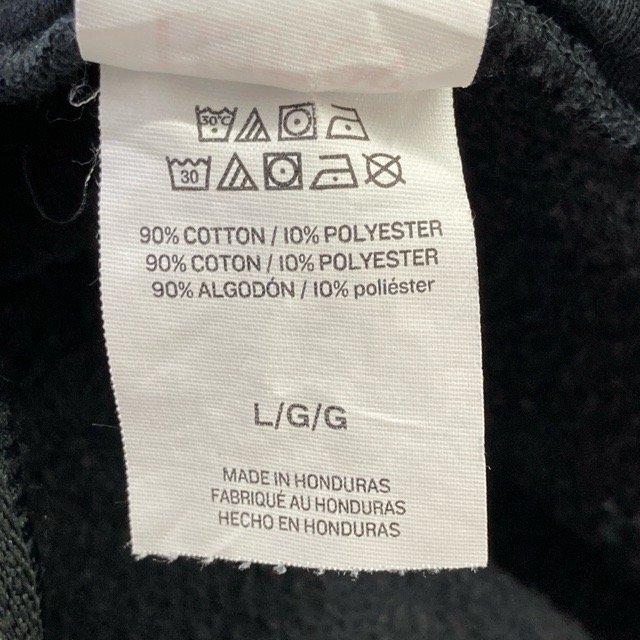 30°C
30
90% COTTON / 10% POLYESTER
90% COTON / 10% POLYESTER
90% ALGODÓN / 10% poliéster
L/G/G
MADE IN HONDURAS
FABRIQUÉ AU HONDURAS
HECHO EN HONDURAS